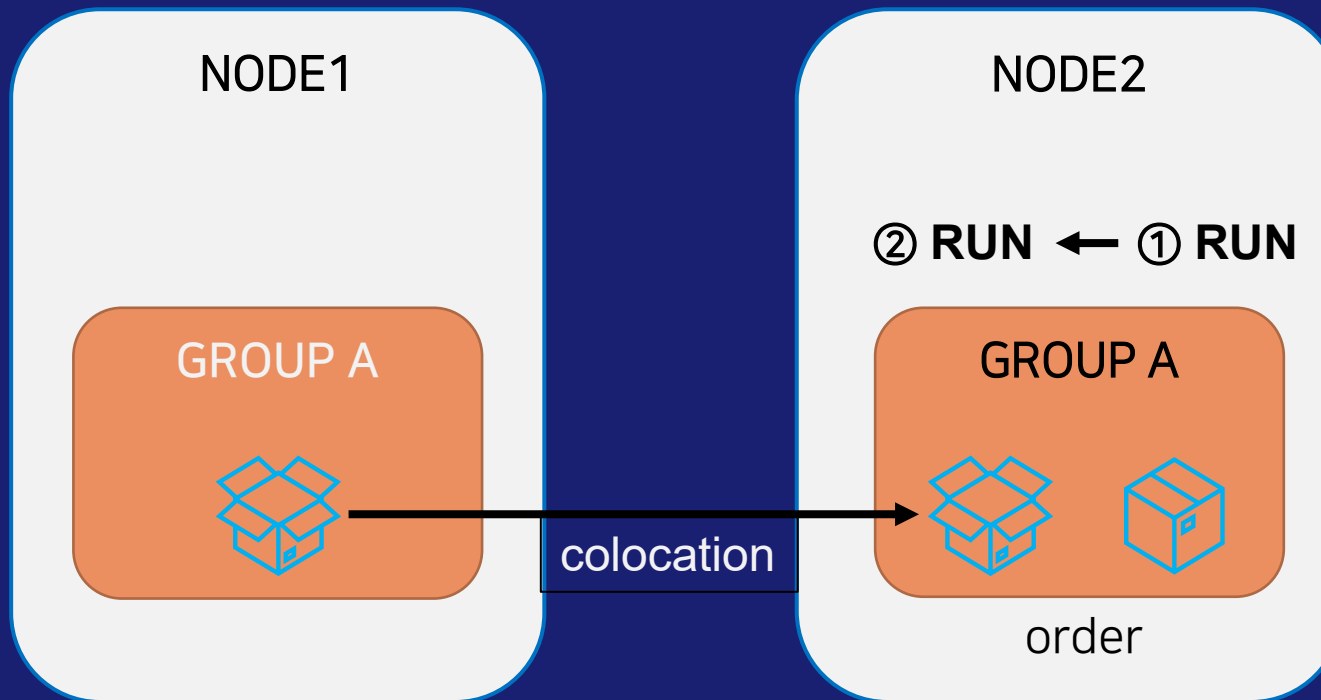 NODE1
NODE2
② RUN ← ① RUN
GROUP A
GROUP A
colocation
order